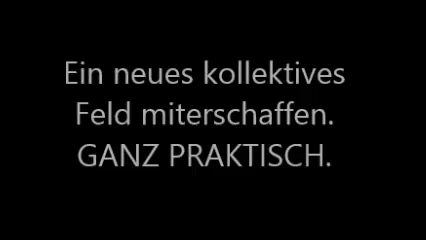 Ein neues kollektives
Feld miterschaffen.
GANZ PRAKTISCH.